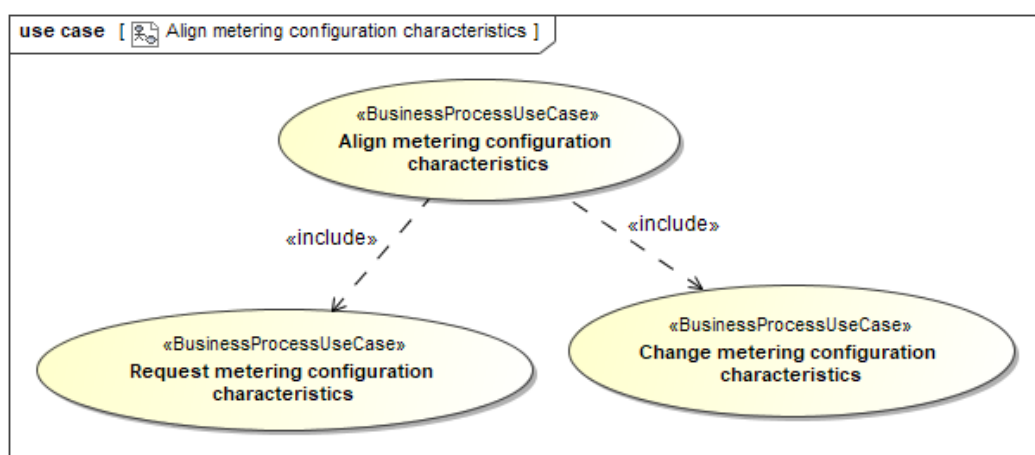 use case [ Align metering configuration characteristics ]
«BusinessProcessUseCase»
Align metering configuration
characteristics
«include»
«include»
«BusinessProcessUseCase»
Request metering configuration
characteristics
«BusinessProcessUseCase»
Change metering configuration
characteristics